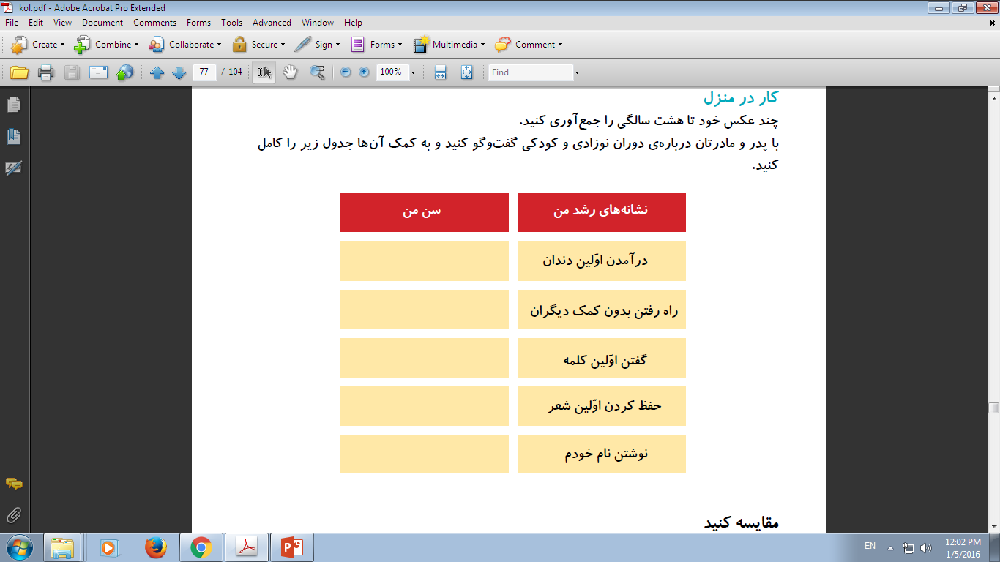 kol.pdf - Adobe Acrobat Pro Extended
File Edit View Document Comments Forms Tools Advanced Window Help
Create Combine Collaborate Secure Sign Forms Multimedia Comment
77 / 104 100% Find
کار در منزل
چند عکس خود تا هشت سالگی را جمع‌آوری کنید.
با پدر و مادرتان درباره‌ی دوران نوزادی و کودکی گفت‌وگو کنید و به کمک آن‌ها جدول زیر را کامل
کنید.
نشانه‌های رشد من سن من
درآمدن اوّلین دندان
راه رفتن بدون کمک دیگران
گفتن اوّلین کلمه
حفظ کردن اوّلین شعر
نوشتن نام خودم
مقایسه کنید
EN 12:02 PM
1/5/2016